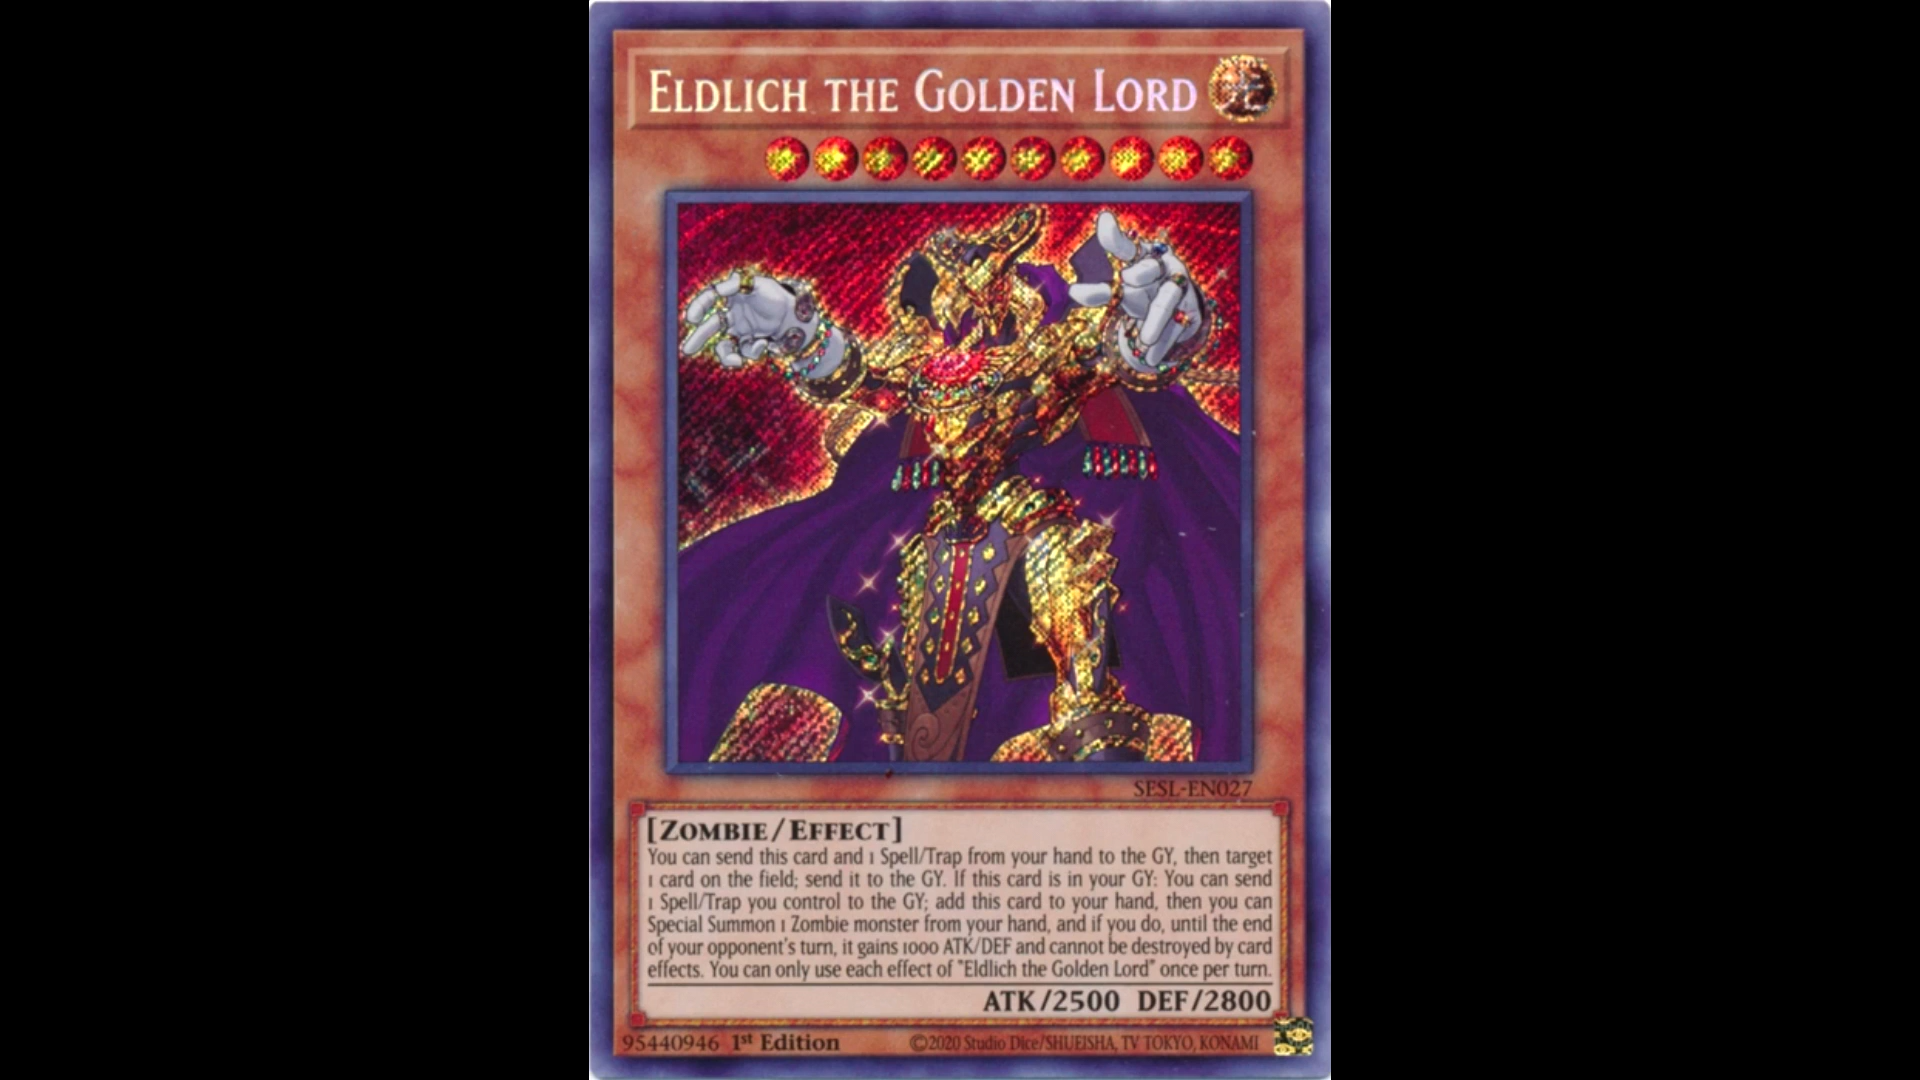 ELDLICH THE GOLDEN LORD
光
SESL-EN027
[ZOMBIE/EFFECT]
You can send this card and 1 Spell/Trap from your hand to the GY, then target
1 card on the field; send it to the GY. If this card is in your GY: You can send
1 Spell/Trap you control to the GY; add this card to your hand, then you can
Special Summon 1 Zombie monster from your hand, and if you do, until the end
of your opponent's turn, it gains 1000 ATK/DEF and cannot be destroyed by card
effects. You can only use each effect of "Eldlich the Golden Lord" once per turn.
ATK/2500 DEF/2800
95440946 1st Edition ©2020 Studio Dice/SHUEISHA, TV TOKYO, KONAMI